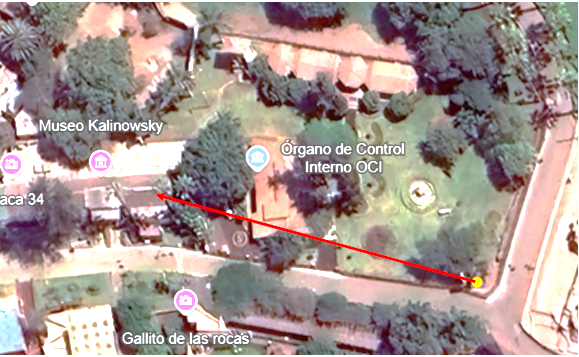 Museo Kalinowsky
Órgano de Control
Interno OCI
aca 34
Gallito de las rocas